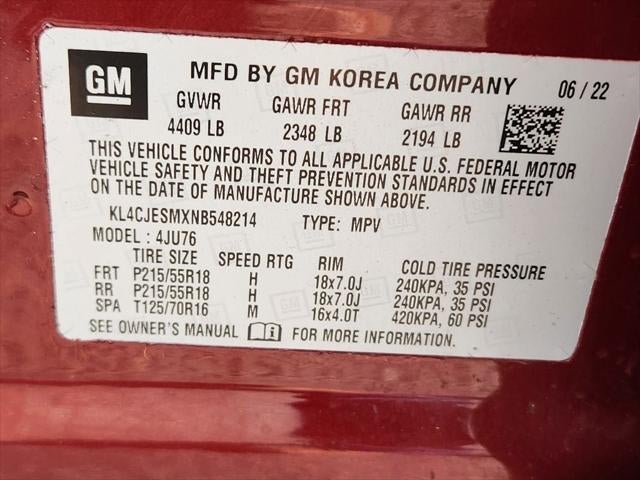 GM MFD BY GM KOREA COMPANY 06 / 22
GVWR GAWR FRT GAWR RR
4409 LB 2348 LB 2194 LB
THIS VEHICLE CONFORMS TO ALL APPLICABLE U.S. FEDERAL MOTOR
VEHICLE SAFETY AND THEFT PREVENTION STANDARDS IN EFFECT
ON THE DATE OF MANUFACTURE SHOWN ABOVE.
KL4CJESMXNB548214 TYPE: MPV
MODEL: 4JU76
TIRE SIZE SPEED RTG RIM COLD TIRE PRESSURE
FRT P215/55R18 H 18x7.0J 240KPA, 35 PSI
RR P215/55R18 H 18x7.0J 240KPA, 35 PSI
SPA T125/70R16 M 16x4.0T 420KPA, 60 PSI
SEE OWNER'S MANUAL FOR MORE INFORMATION.